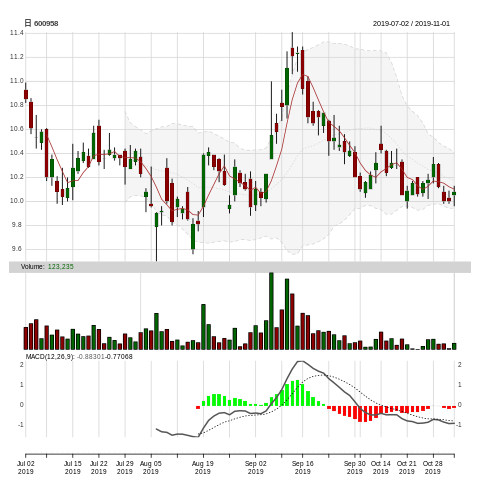 日 600958
2019-07-02 / 2019-11-01
11.4
11.2
11.0
10.8
10.6
10.4
10.2
10.0
9.8
9.6
Volume: 123,235
MACD(12,26,9): -0.88301-0.77068
2 2
1 1
0 0
-1 -1
Jul 02 Jul 15 Jul 22 Jul 29 Aug 05 Aug 19 Sep 02 Sep 16 Sep 30 Oct 14 Oct 21 Oct 28
2019 2019 2019 2019 2019 2019 2019 2019 2019 2019 2019 2019